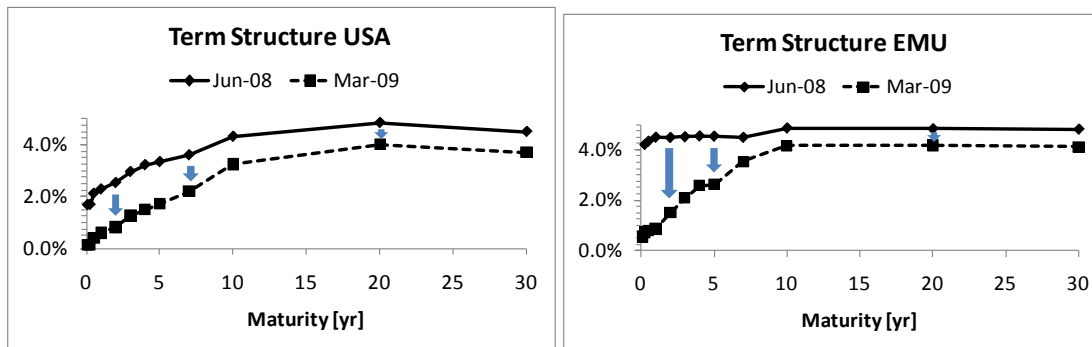 Term Structure USA
Jun-08 Mar-09
4.0%
2.0%
0.0%
0 5 10 15 20 25 30
Maturity [yr]
Term Structure EMU
Jun-08 Mar-09
4.0%
2.0%
0.0%
0 5 10 15 20 25 30
Maturity [yr]